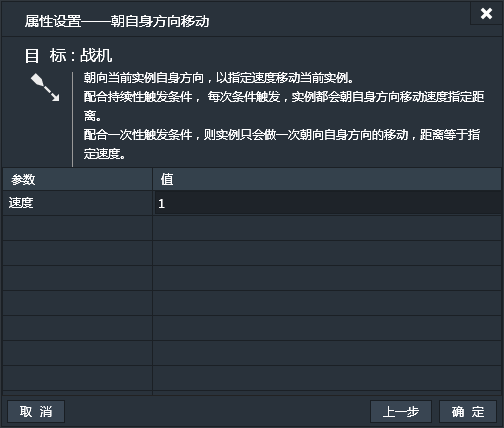 属性设置——朝自身方向移动
目 标：战机
朝向当前实例自身方向，以指定速度移动当前实例。
配合持续性触发条件， 每次条件触发，实例都会朝自身方向移动速度指定距
离。
配合一次性触发条件，则实例只会做一次朝向自身方向的移动，距离等于指
定速度。
参数 值
速度 1
取 消 上一步 确 定